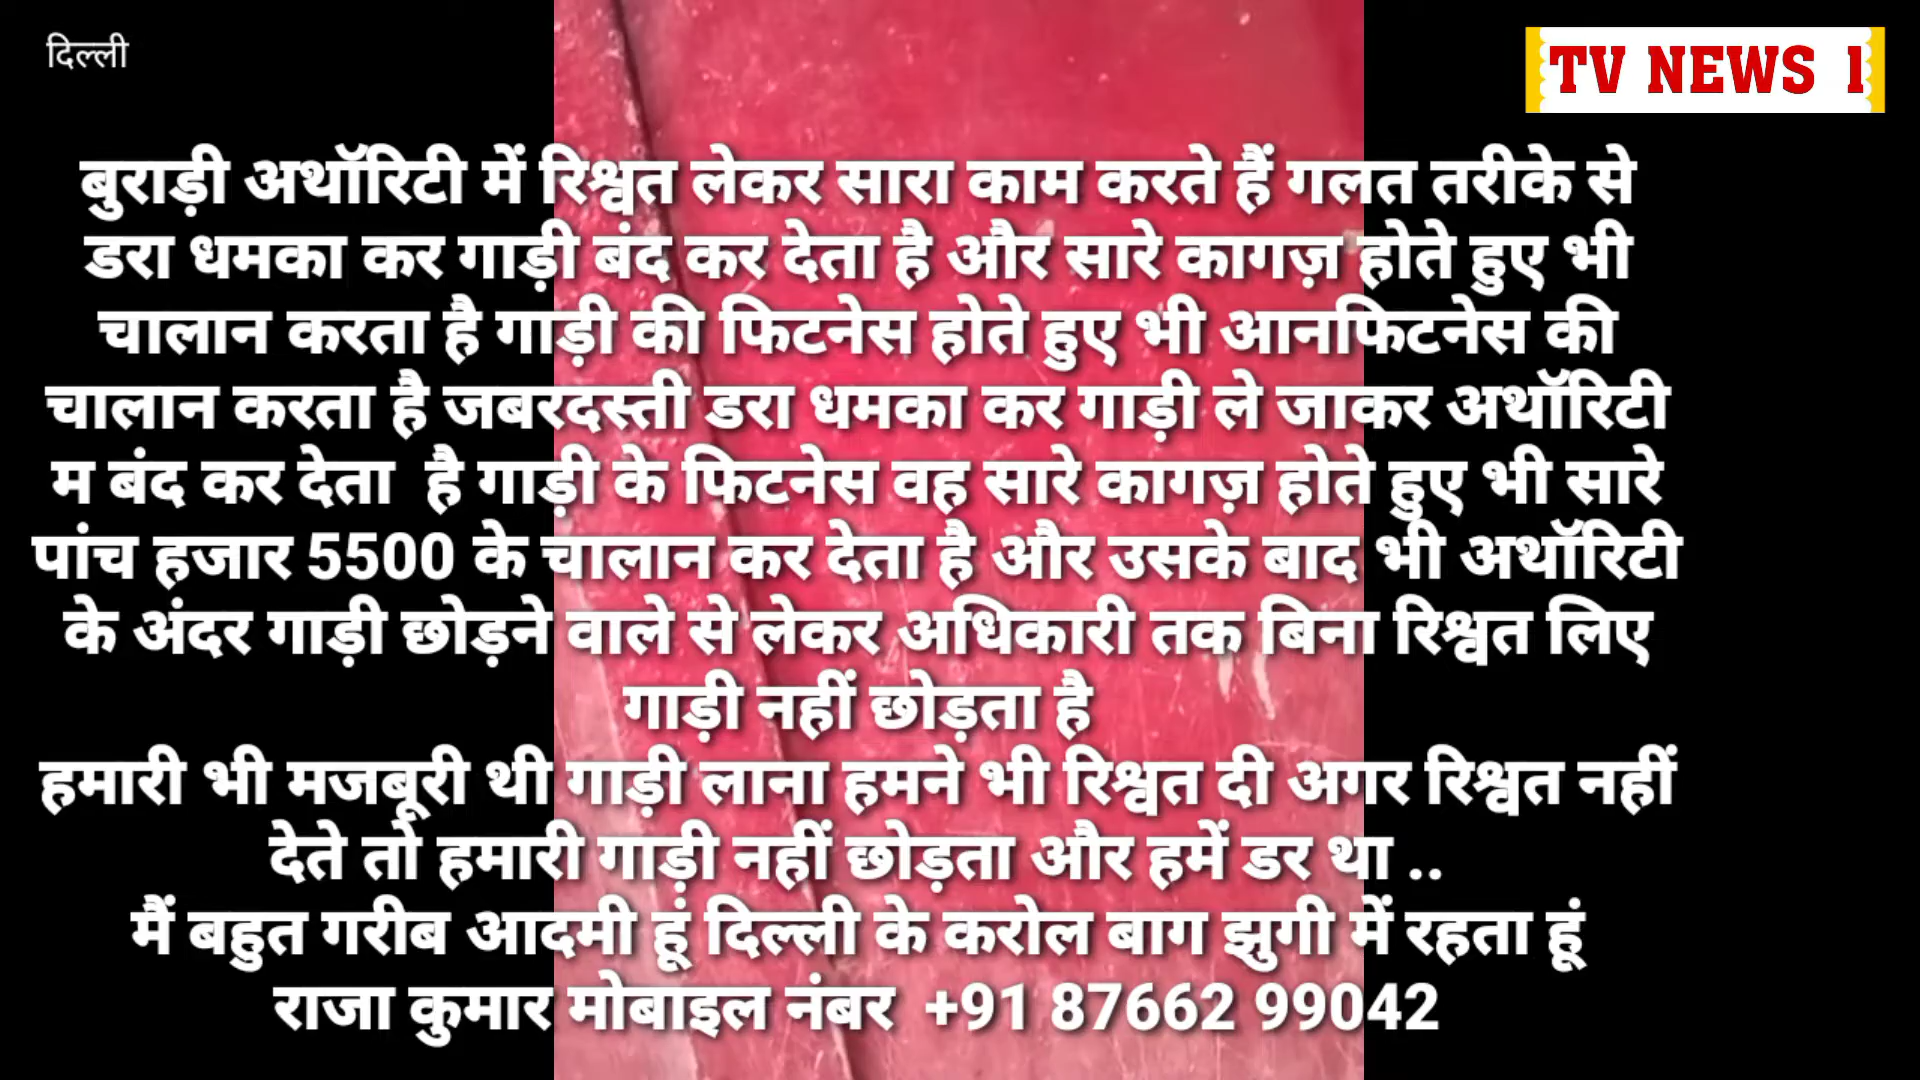 दिल्ली
TV NEWS 1
बुराड़ी अथॉरिटी में रिश्वत लेकर सारा काम करते हैं गलत तरीके से
डरा धमका कर गाड़ी बंद कर देता है और सारे कागज़ होते हुए भी
चालान करता है गाड़ी की फिटनेस होते हुए भी आनफिटनेस की
चालान करता है जबरदस्ती डरा धमका कर गाड़ी ले जाकर अथॉरिटी
म बंद कर देता है गाड़ी के फिटनेस वह सारे कागज़ होते हुए भी सारे
पांच हजार 5500 के चालान कर देता है और उसके बाद भी अथॉरिटी
के अंदर गाड़ी छोड़ने वाले से लेकर अधिकारी तक बिना रिश्वत लिए
गाड़ी नहीं छोड़ता है
हमारी भी मजबूरी थी गाड़ी लाना हमने भी रिश्वत दी अगर रिश्वत नहीं
देते तो हमारी गाड़ी नहीं छोड़ता और हमें डर था ..
मैं बहुत गरीब आदमी हूं दिल्ली के करोल बाग झुगी में रहता हूं
राजा कुमार मोबाइल नंबर +91 87662 99042